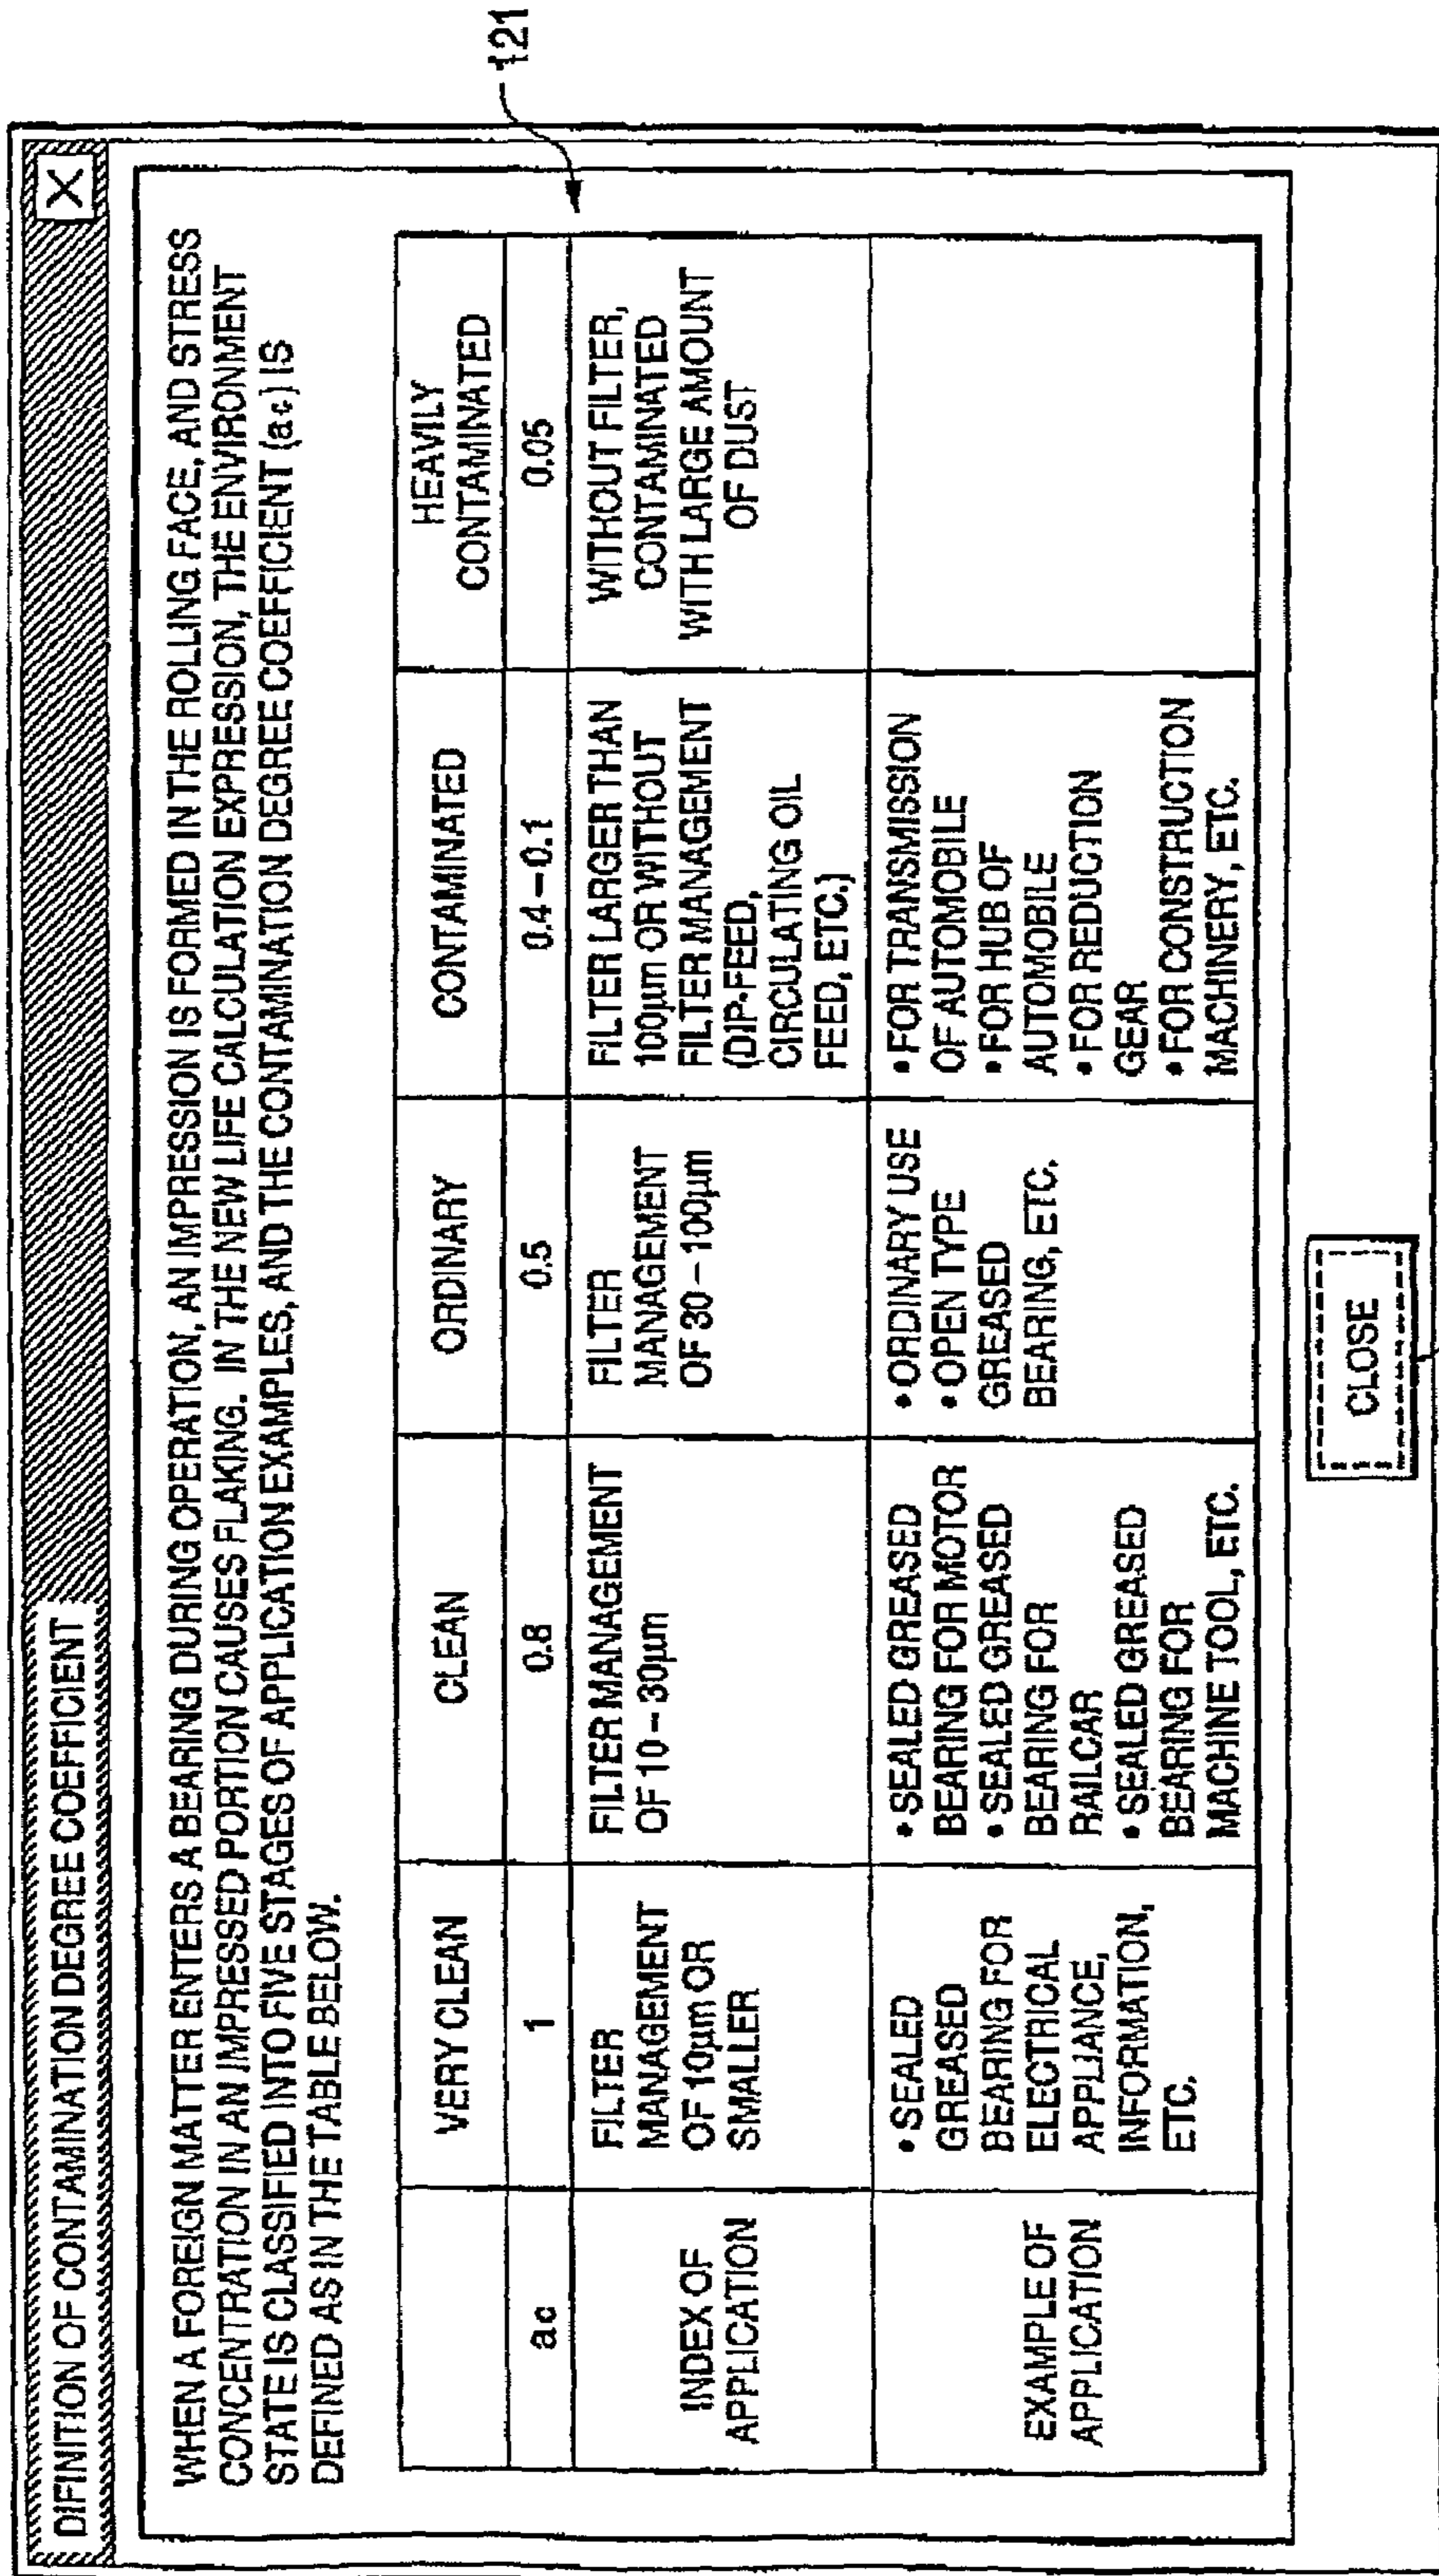 DIFINITION OF CONTAMINATION DEGREE COEFFICIENT
X
WHEN A FOREIGN MATTER ENTERS A BEARING DURING OPERATION, AN IMPRESSION IS FORMED IN THE ROLLING FACE, AND STRESS
CONCENTRATION IN AN IMPRESSED PORTION CAUSES FLAKING. IN THE NEW LIFE CALCULATION EXPRESSION, THE ENVIRONMENT
STATE IS CLASSIFIED INTO FIVE STAGES OF APPLICATION EXAMPLES, AND THE CONTAMINATION DEGREE COEFFICIENT (ac) IS
DEFINED AS IN THE TABLE BELOW.
121
VERY CLEAN
CLEAN
ORDINARY
CONTAMINATED
HEAVILY
CONTAMINATED
ac
1
0.8
0.5
0.4–0.1
0.05
INDEX OF
APPLICATION
FILTER
MANAGEMENT
OF 10µm OR
SMALLER
FILTER MANAGEMENT
OF 10 – 30µm
FILTER
MANAGEMENT
OF 30 – 100µm
FILTER LARGER THAN
100µm OR WITHOUT
FILTER MANAGEMENT
(DIP-FEED,
CIRCULATING OIL
FEED, ETC.)
WITHOUT FILTER,
CONTAMINATED
WITH LARGE AMOUNT
OF DUST
EXAMPLE OF
APPLICATION
• SEALED
GREASED
BEARING FOR
ELECTRICAL
APPLIANCE,
INFORMATION,
ETC.
• SEALED GREASED
BEARING FOR MOTOR
• SEALED GREASED
BEARING FOR
RAILCAR
• SEALED GREASED
BEARING FOR
MACHINE TOOL, ETC.
• ORDINARY USE
• OPEN TYPE
GREASED
BEARING, ETC.
• FOR TRANSMISSION
OF AUTOMOBILE
• FOR HUB OF
AUTOMOBILE
• FOR REDUCTION
GEAR
• FOR CONSTRUCTION
MACHINERY, ETC.
CLOSE